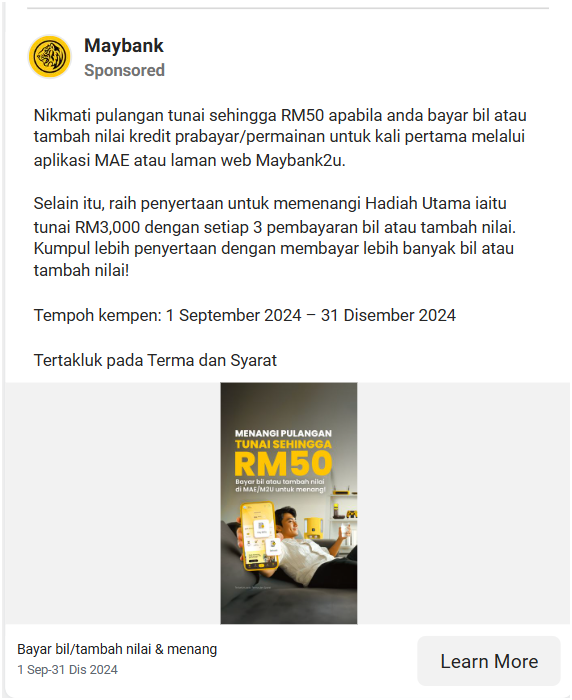 Maybank
Sponsored
Nikmati pulangan tunai sehingga RM50 apabila anda bayar bil atau
tambah nilai kredit prabayar/permainan untuk kali pertama melalui
aplikasi MAE atau laman web Maybank2u.
Selain itu, raih penyertaan untuk memenangi Hadiah Utama iaitu
tunai RM3,000 dengan setiap 3 pembayaran bil atau tambah nilai.
Kumpul lebih penyertaan dengan membayar lebih banyak bil atau
tambah nilai!
Tempoh kempen: 1 September 2024 – 31 Disember 2024
Tertakluk pada Terma dan Syarat
MENANGI PULANGAN
TUNAI SEHINGGA
RM50
Bayar bil atau tambah nilai
di MAE/M2U untuk menang!
Bayar bil/tambah nilai & menang
1 Sep-31 Dis 2024
Learn More